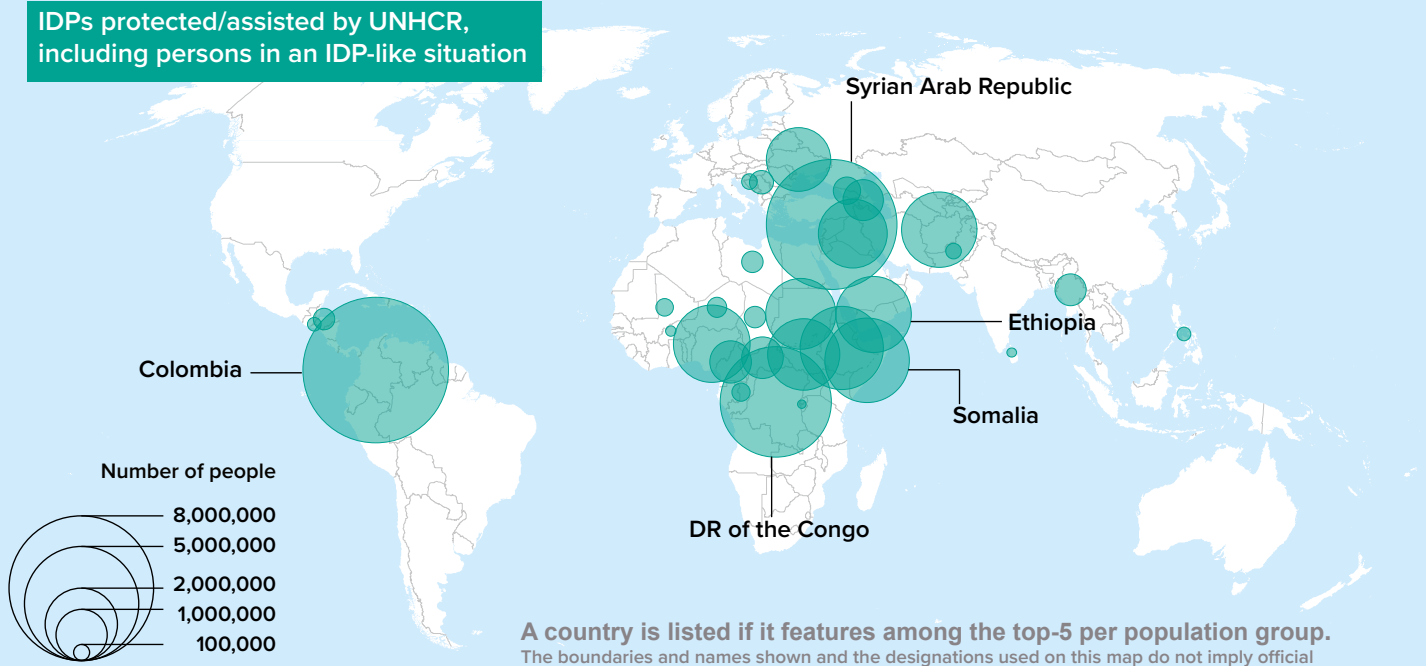 IDPs protected/assisted by UNHCR,
including persons in an IDP-like situation
Syrian Arab Republic
Ethiopia
Colombia
Somalia
Number of people
8,000,000
5,000,000
2,000,000
1,000,000
100,000
DR of the Congo
A country is listed if it features among the top-5 per population group.
The boundaries and names shown and the designations used on this map do not imply official